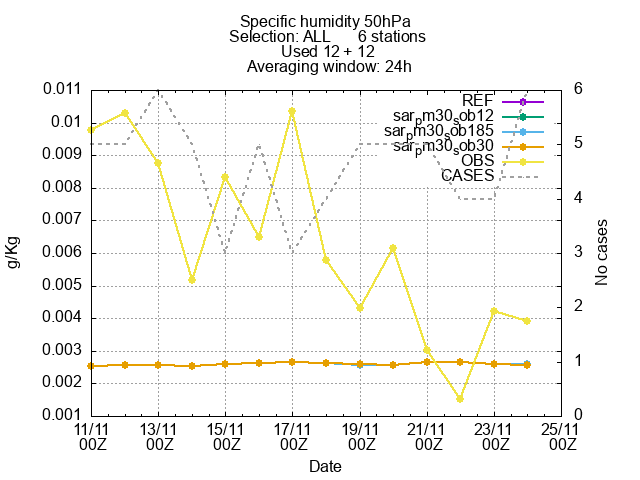 Specific humidity 50hPa
Selection: ALL 6 stations
Used 12 + 12
Averaging window: 24h
0.011
0.01
0.009
0.008
0.007
0.006
0.005
0.004
0.003
0.002
0.001
g/Kg
REF
sar_pm30_sob12
sar_pm30_sob185
sar_pm30_sob30
OBS
CASES
6
5
4
3
2
1
0
No cases
11/11 13/11 15/11 17/11 19/11 21/11 23/11 25/11
00Z 00Z 00Z 00Z 00Z 00Z 00Z 00Z
Date